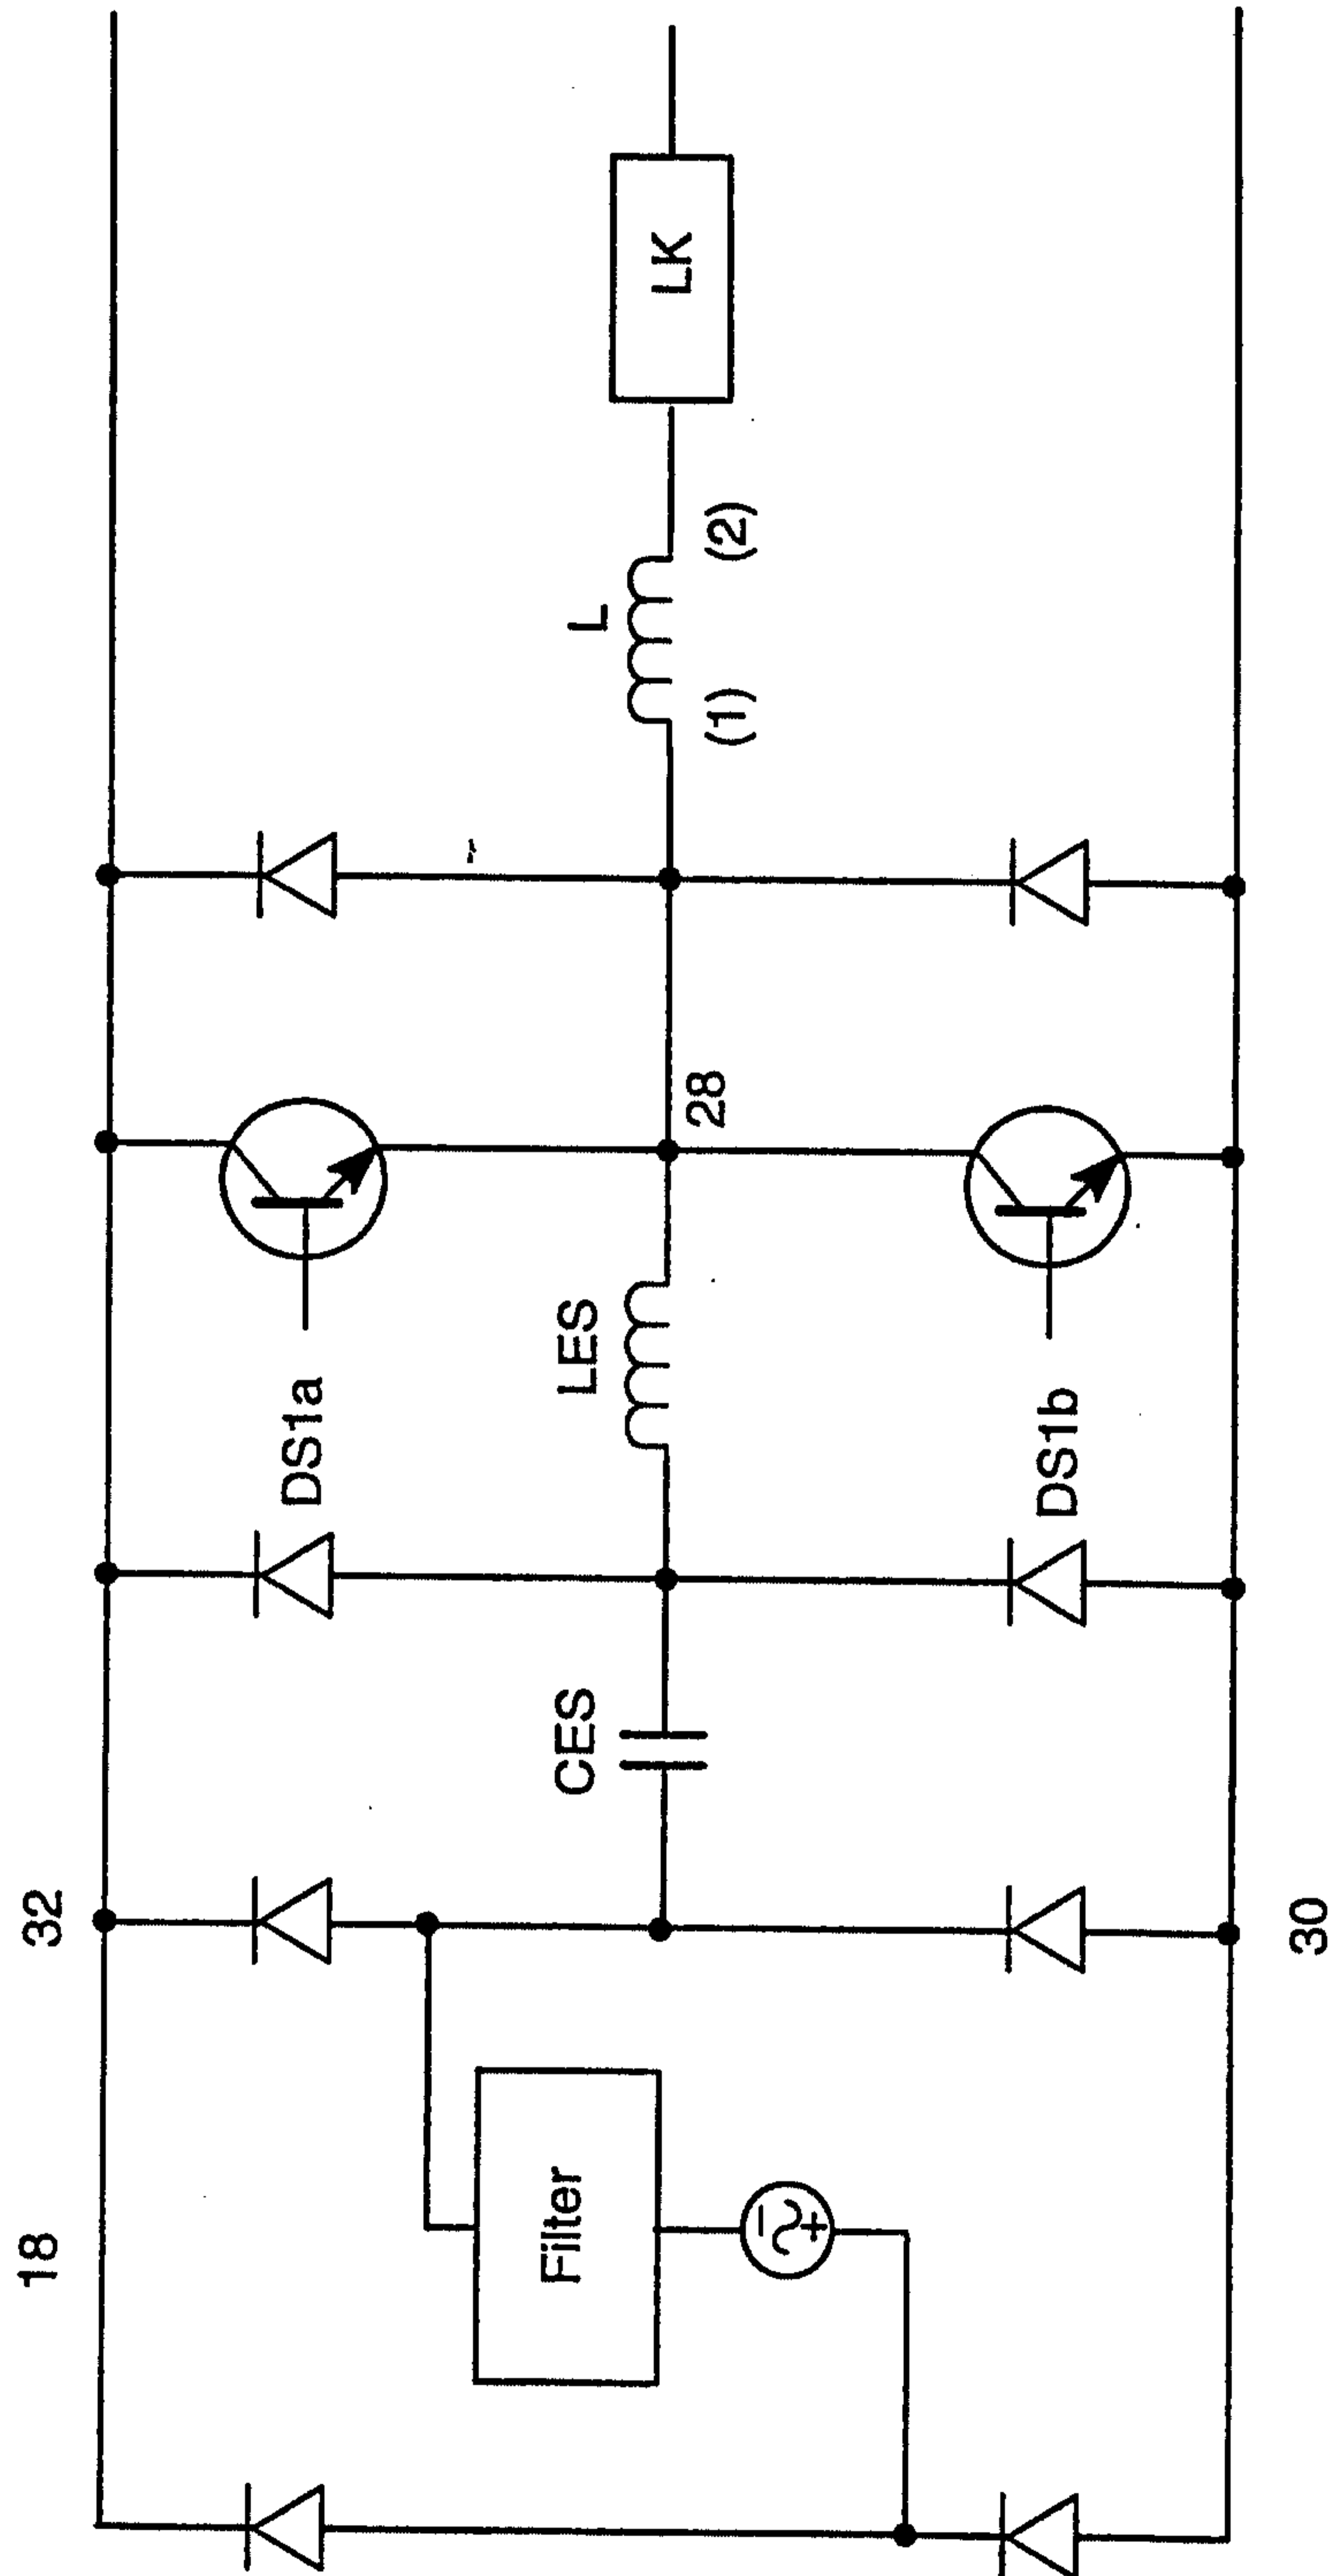 18
32
30
Filter
CES
LES
DS1a
DS1b
28
L
(1)
(2)
LK